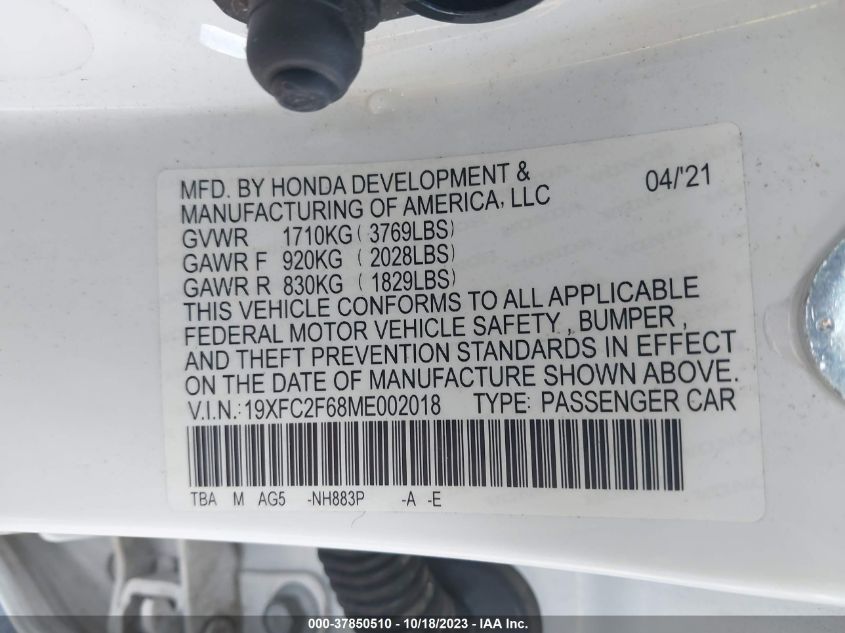 MFD. BY HONDA DEVELOPMENT & 04/'21
MANUFACTURING OF AMERICA, LLC
GVWR 1710KG ( 3769LBS)
GAWR F 920KG ( 2028LBS)
GAWR R 830KG ( 1829LBS)
THIS VEHICLE CONFORMS TO ALL APPLICABLE
FEDERAL MOTOR VEHICLE SAFETY , BUMPER ,
AND THEFT PREVENTION STANDARDS IN EFFECT
ON THE DATE OF MANUFACTURE SHOWN ABOVE.
V.I.N.:19XFC2F68ME002018 TYPE: PASSENGER CAR
TBA M AG5 -NH883P -A -E
000-37850510 - 10/18/2023 - IAA Inc.